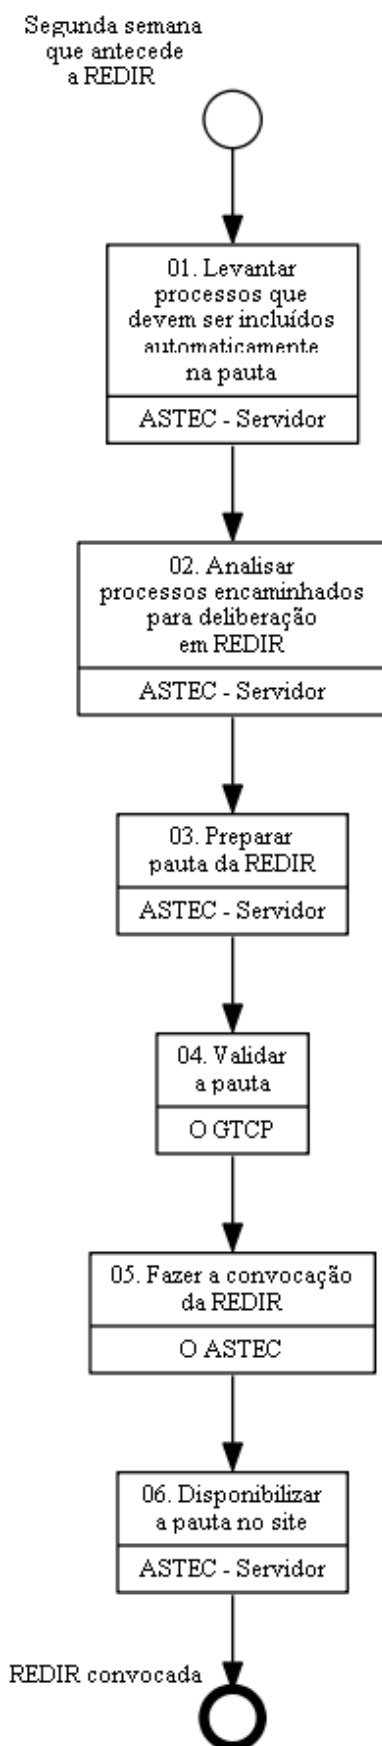 Segunda semana
que antecede
a REDIR
01. Levantar
processos que
devem ser incluídos
automaticamente
na pauta
ASTEC - Servidor
02. Analisar
processos encaminhados
para deliberação
em REDIR
ASTEC - Servidor
03. Preparar
pauta da REDIR
ASTEC - Servidor
04. Validar
a pauta
O GTCP
05. Fazer a convocação
da REDIR
O ASTEC
06. Disponibilizar
a pauta no site
ASTEC - Servidor
REDIR convocada